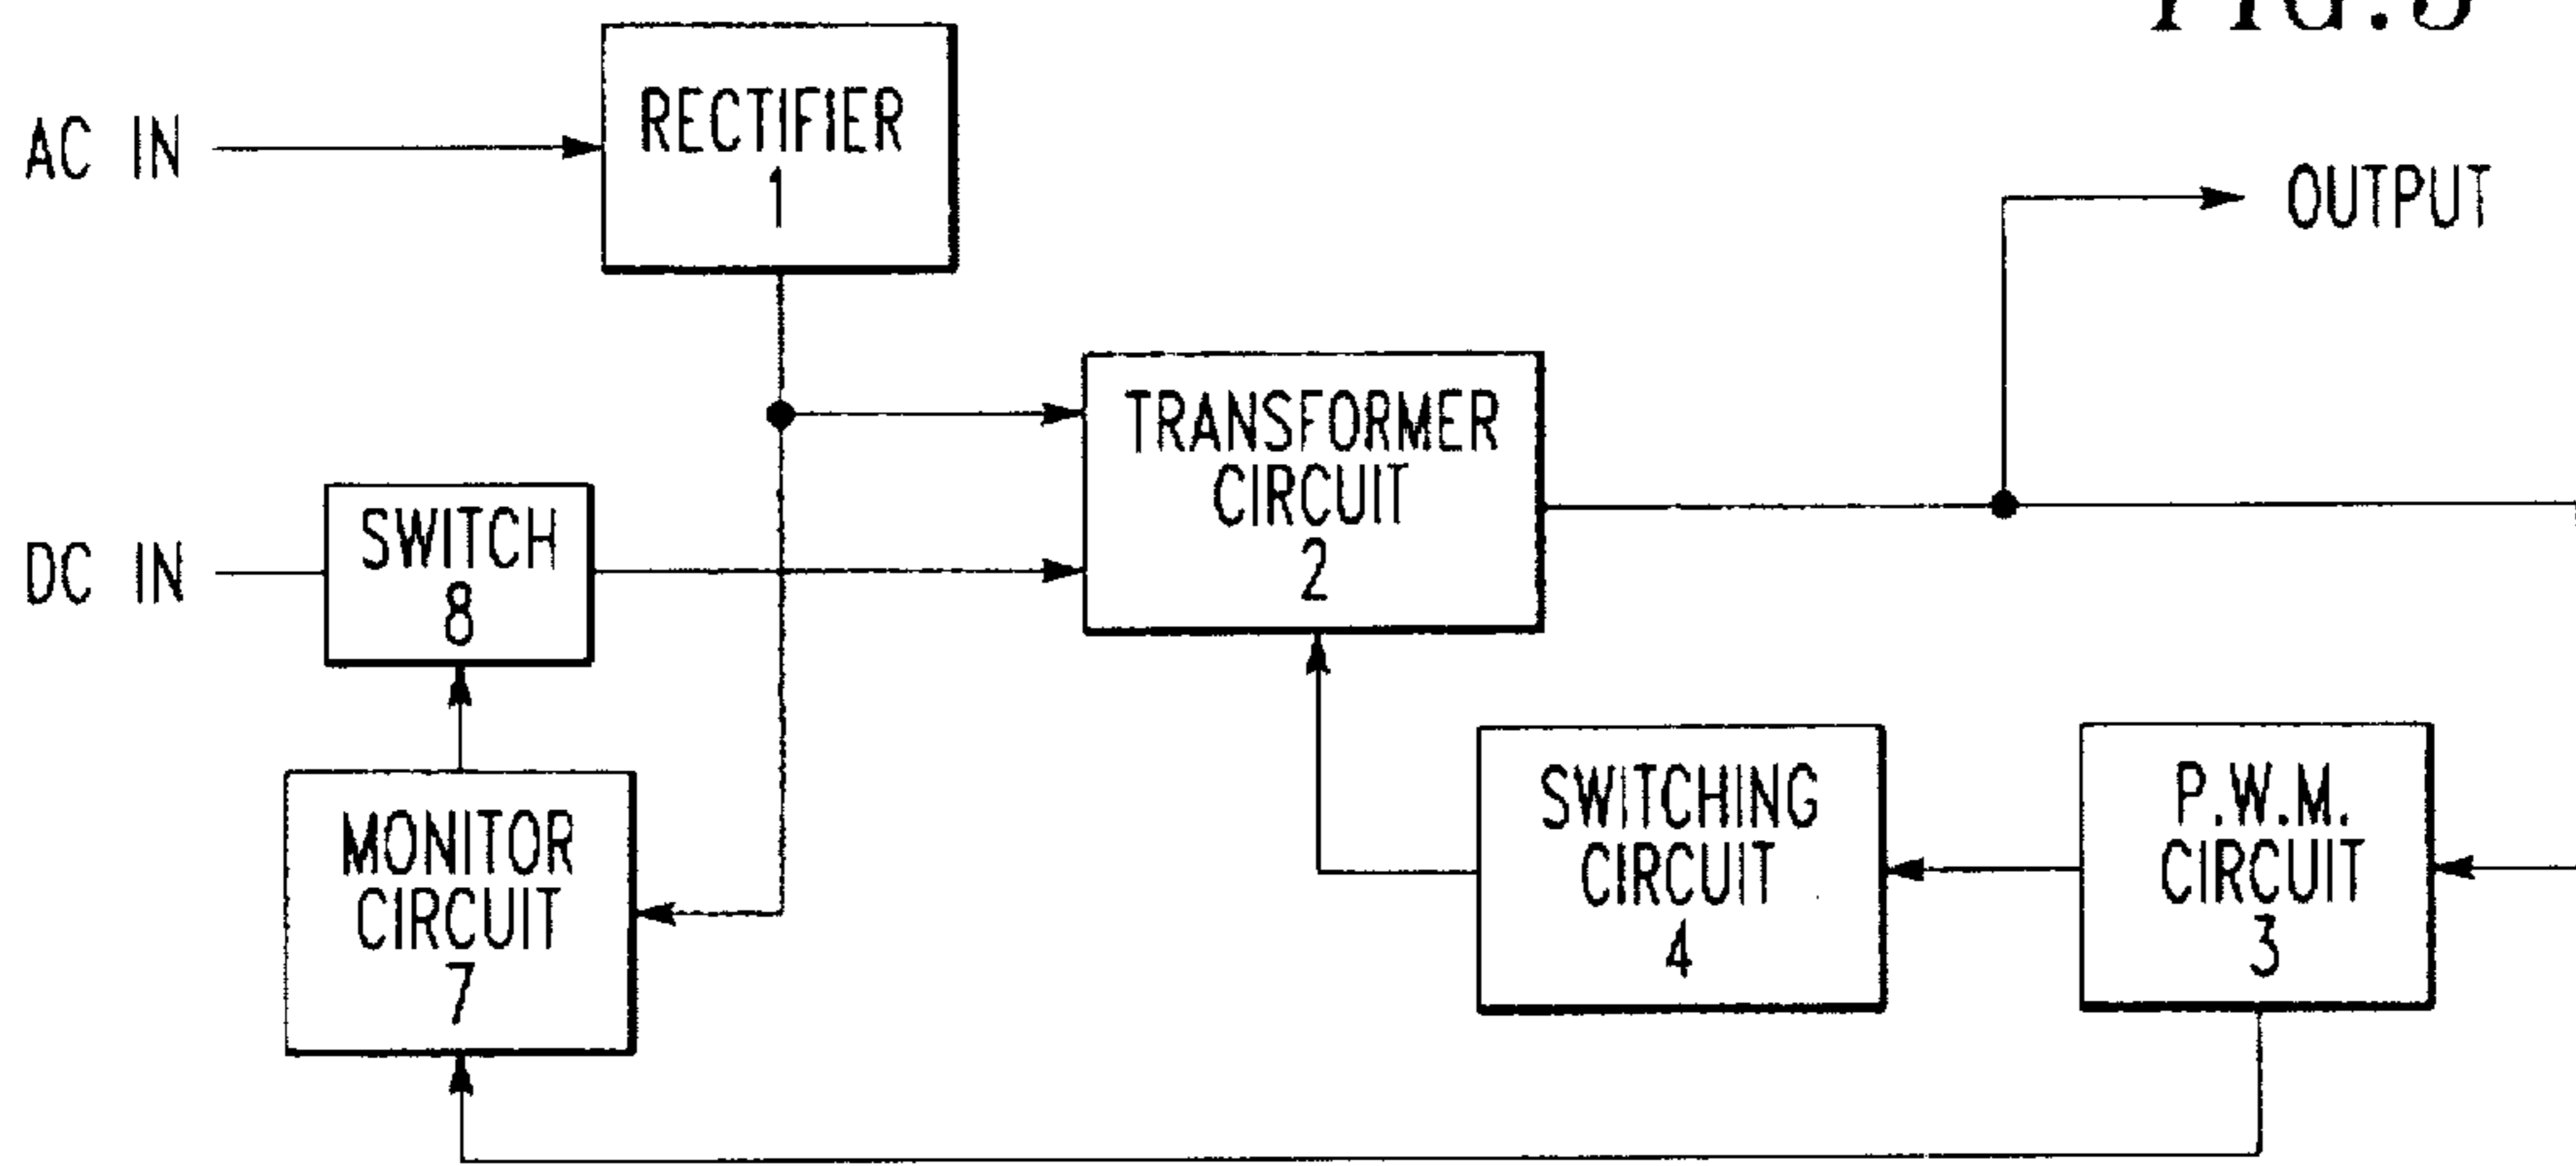 AC IN
RECTIFIER
1
OUTPUT
DC IN
SWITCH
8
TRANSFORMER
CIRCUIT
2
MONITOR
CIRCUIT
7
SWITCHING
CIRCUIT
4
P.W.M.
CIRCUIT
3